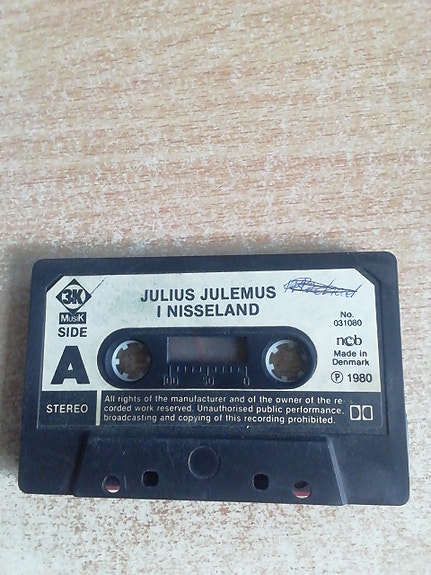 3K
MusiK
SIDE
A
STEREO
JULIUS JULEMUS
I NISSELAND
No.
031080
ncb
Made in
Denmark
Ⓟ 1980
100 50 0
All rights of the manufacturer and of the owner of the re-
corded work reserved. Unauthorised public performance,
broadcasting and copying of this recording prohibited.